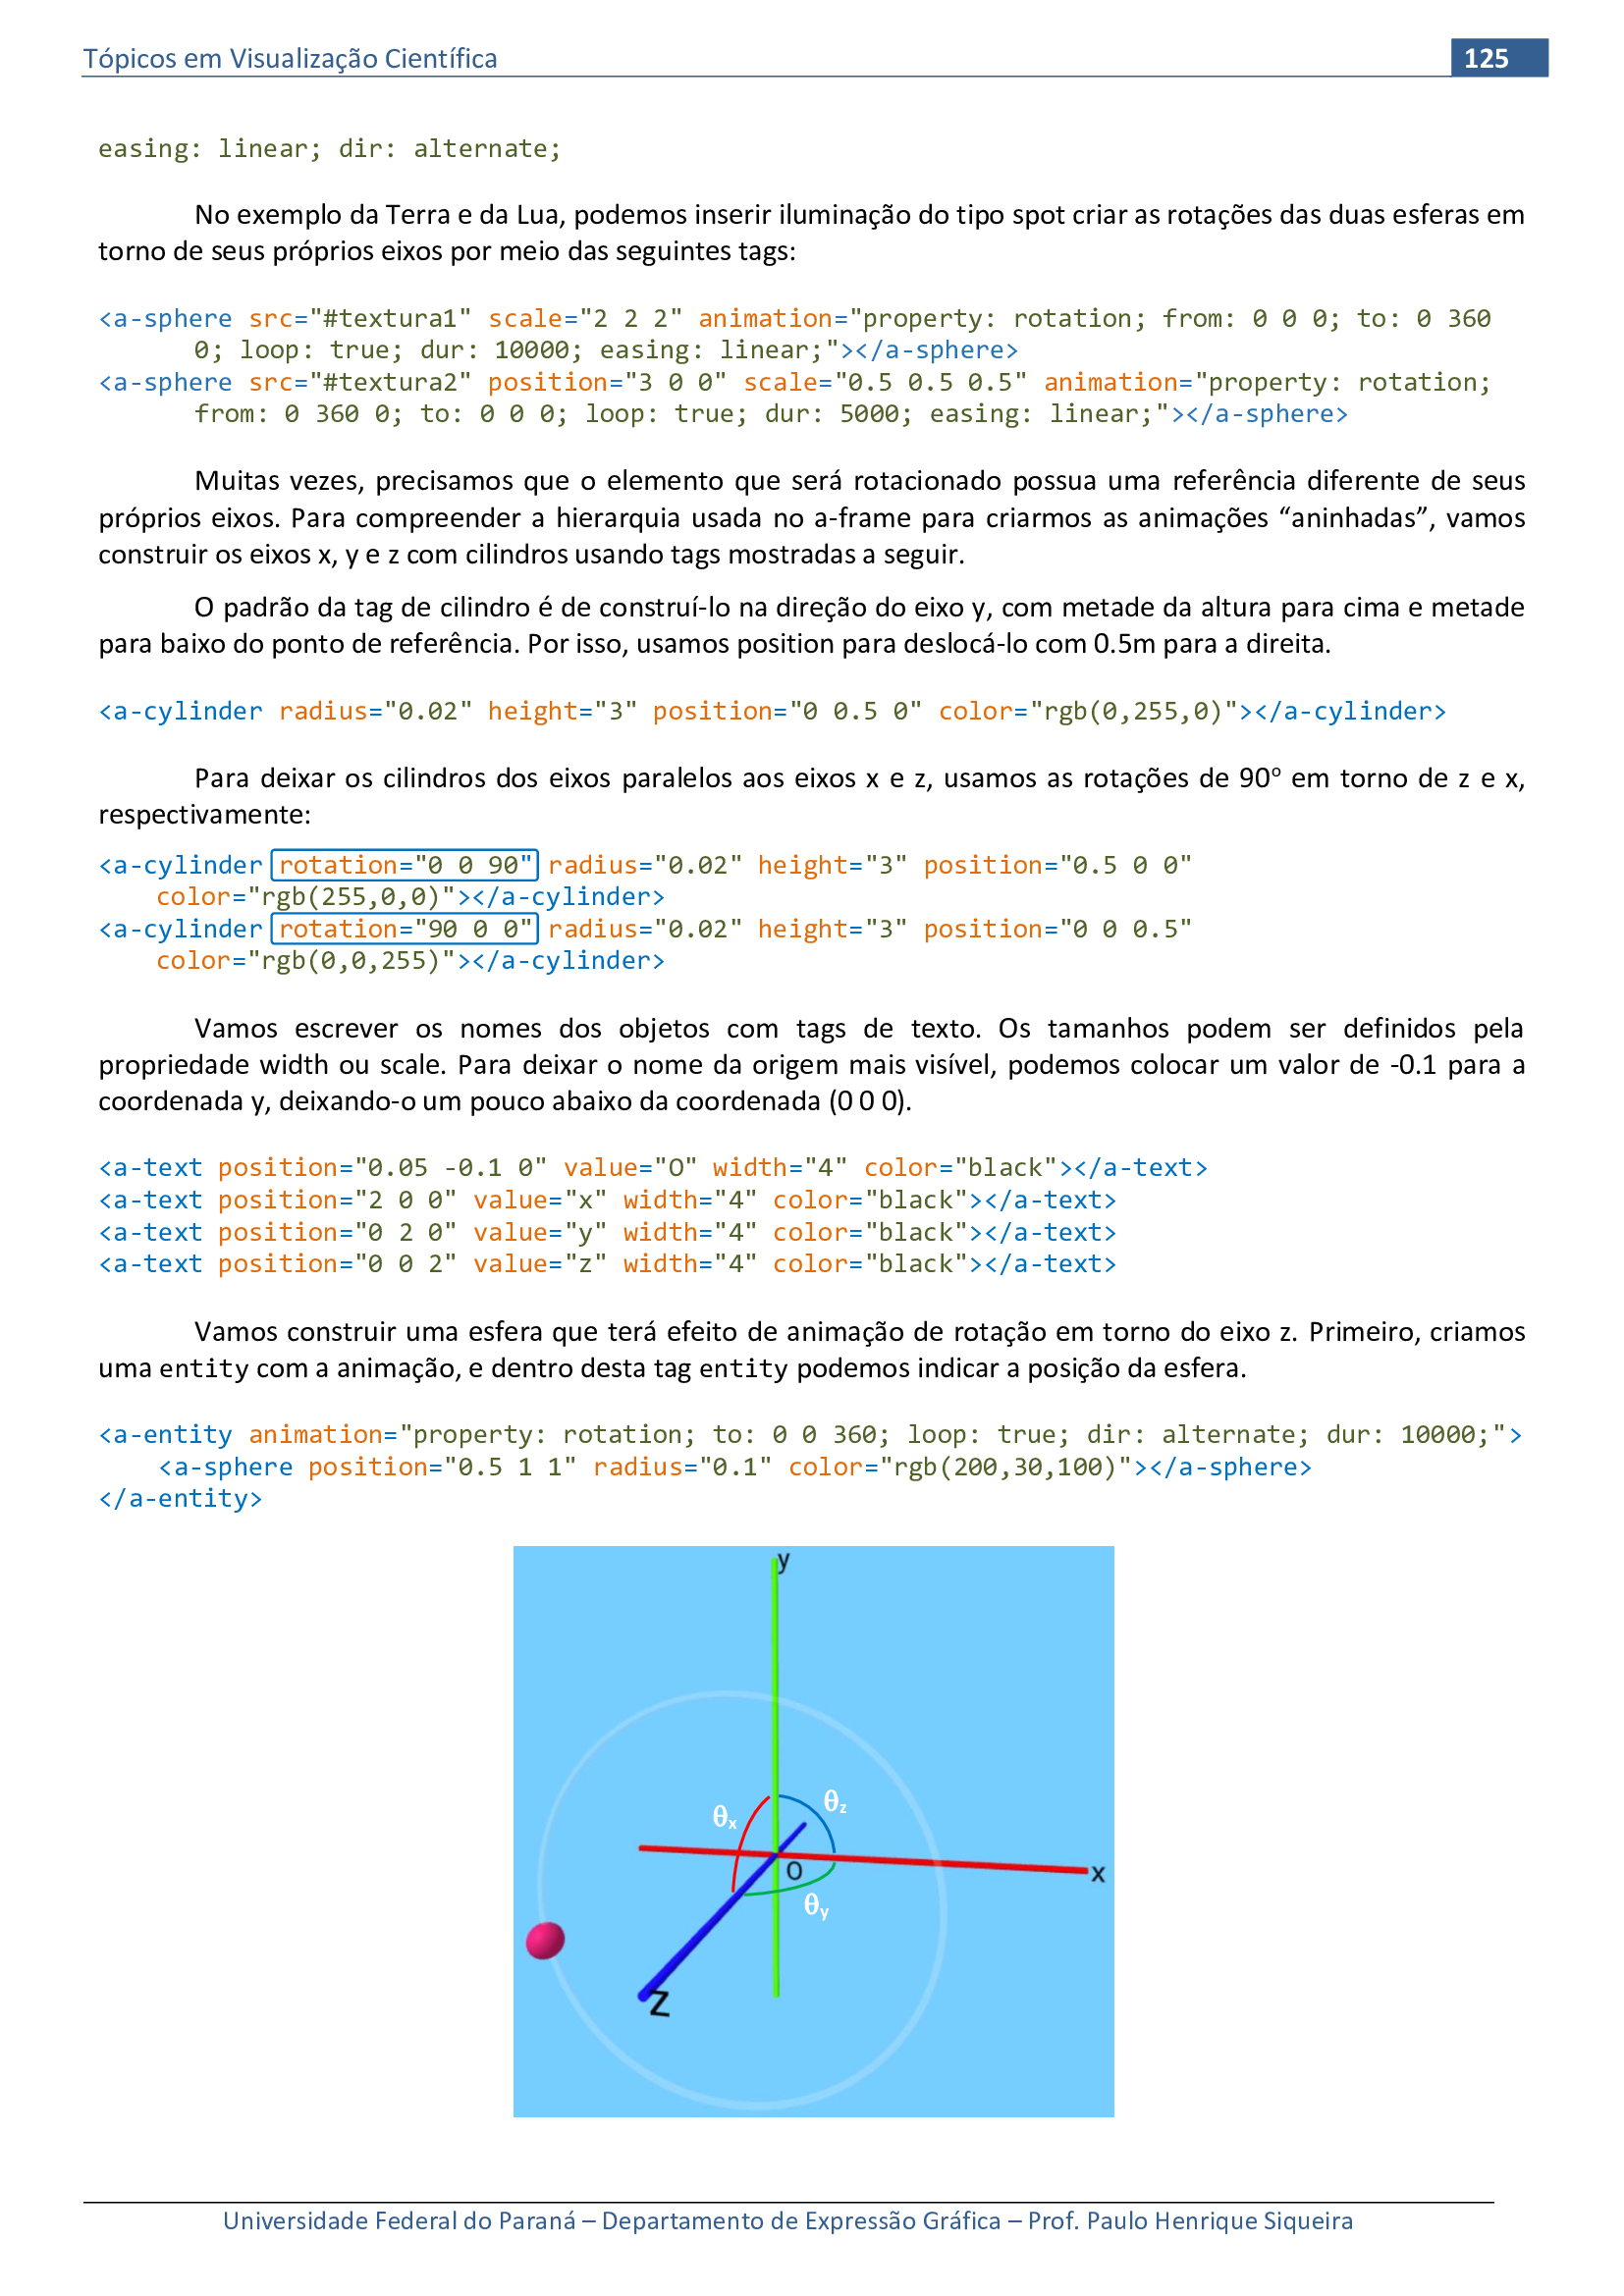 Tópicos em Visualização Científica 125
easing: linear; dir: alternate;
No exemplo da Terra e da Lua, podemos inserir iluminação do tipo spot criar as rotações das duas esferas em
torno de seus próprios eixos por meio das seguintes tags:
<a-sphere src="#textura1" scale="2 2 2" animation="property: rotation; from: 0 0 0; to: 0 360
0; loop: true; dur: 10000; easing: linear;"></a-sphere>
<a-sphere src="#textura2" position="3 0 0" scale="0.5 0.5 0.5" animation="property: rotation;
from: 0 360 0; to: 0 0 0; loop: true; dur: 5000; easing: linear;"></a-sphere>
Muitas vezes, precisamos que o elemento que será rotacionado possua uma referência diferente de seus
próprios eixos. Para compreender a hierarquia usada no a-frame para criarmos as animações “aninhadas”, vamos
construir os eixos x, y e z com cilindros usando tags mostradas a seguir.
O padrão da tag de cilindro é de construí-lo na direção do eixo y, com metade da altura para cima e metade
para baixo do ponto de referência. Por isso, usamos position para deslocá-lo com 0.5m para a direita.
<a-cylinder radius="0.02" height="3" position="0 0.5 0" color="rgb(0,255,0)"></a-cylinder>
Para deixar os cilindros dos eixos paralelos aos eixos x e z, usamos as rotações de 90º em torno de z e x,
respectivamente:
<a-cylinder rotation="0 0 90" radius="0.02" height="3" position="0.5 0 0"
color="rgb(255,0,0)"></a-cylinder>
<a-cylinder rotation="90 0 0" radius="0.02" height="3" position="0 0 0.5"
color="rgb(0,0,255)"></a-cylinder>
Vamos escrever os nomes dos objetos com tags de texto. Os tamanhos podem ser definidos pela
propriedade width ou scale. Para deixar o nome da origem mais visível, podemos colocar um valor de -0.1 para a
coordenada y, deixando-o um pouco abaixo da coordenada (0 0 0).
<a-text position="0.05 -0.1 0" value="O" width="4" color="black"></a-text>
<a-text position="2 0 0" value="x" width="4" color="black"></a-text>
<a-text position="0 2 0" value="y" width="4" color="black"></a-text>
<a-text position="0 0 2" value="z" width="4" color="black"></a-text>
Vamos construir uma esfera que terá efeito de animação de rotação em torno do eixo z. Primeiro, criamos
uma entity com a animação, e dentro desta tag entity podemos indicar a posição da esfera.
<a-entity animation="property: rotation; to: 0 0 360; loop: true; dir: alternate; dur: 10000;">
<a-sphere position="0.5 1 1" radius="0.1" color="rgb(200,30,100)"></a-sphere>
</a-entity>
y
θz
θx
O
x
θy
z
Universidade Federal do Paraná – Departamento de Expressão Gráfica – Prof. Paulo Henrique Siqueira